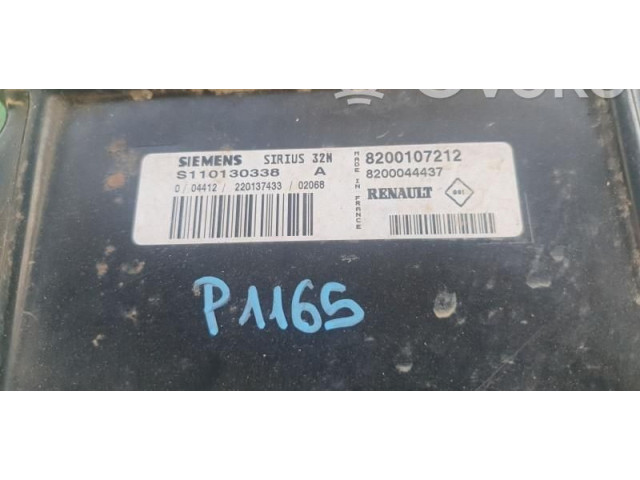 SIEMENS SIRIUS 32N
S110130338 A
0 / 04412 / 220137433 / 02068
MADE IN FRANCE
8200107212
8200044437
RENAULT
P1165